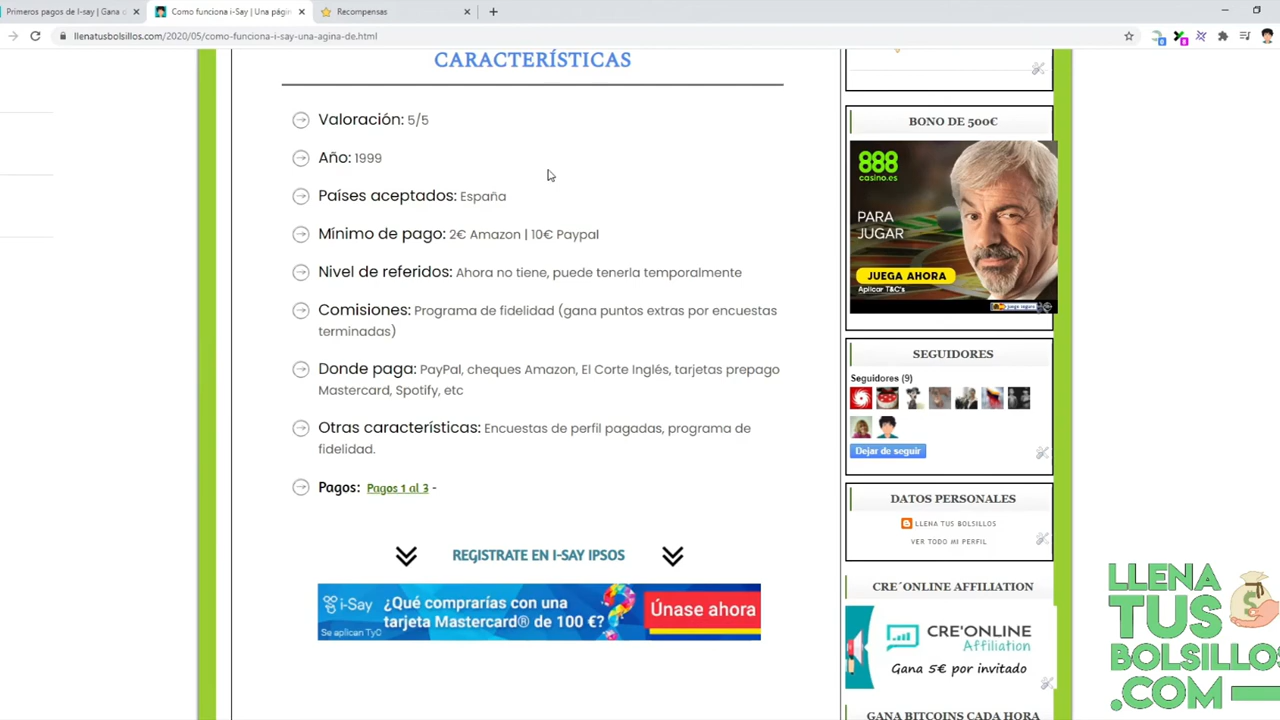 Primeros pagos de I-say | Gana d
Como funciona i-Say | Una págin
Recompensas
llenatusbolsillos.com/2020/05/como-funciona-i-say-una-agina-de.html
CARACTERÍSTICAS
Valoración: 5/5
Año: 1999
Países aceptados: España
Mínimo de pago: 2€ Amazon | 10€ Paypal
Nivel de referidos: Ahora no tiene, puede tenerla temporalmente
Comisiones: Programa de fidelidad (gana puntos extras por encuestas
terminadas)
Donde paga: PayPal, cheques Amazon, El Corte Inglés, tarjetas prepago
Mastercard, Spotify, etc
Otras características: Encuestas de perfil pagadas, programa de
fidelidad.
Pagos: Pagos 1 al 3 -
REGISTRATE EN I-SAY IPSOS
i-Say
¿Qué comprarías con una
tarjeta Mastercard® de 100 €?
Se aplican TyC
Únase ahora
BONO DE 500€
888
casino.es
PARA
JUGAR
JUEGA AHORA
Aplicar T&C's
juego seguro
SEGUIDORES
Seguidores (9)
Dejar de seguir
DATOS PERSONALES
LLENA TUS BOLSILLOS
VER TODO MI PERFIL
CRE´ONLINE AFFILIATION
CRE'ONLINE
Affiliation
Gana 5€ por invitado
GANA BITCOINS CADA HORA
LLENA
TUS
BOLSILLOS
.COM